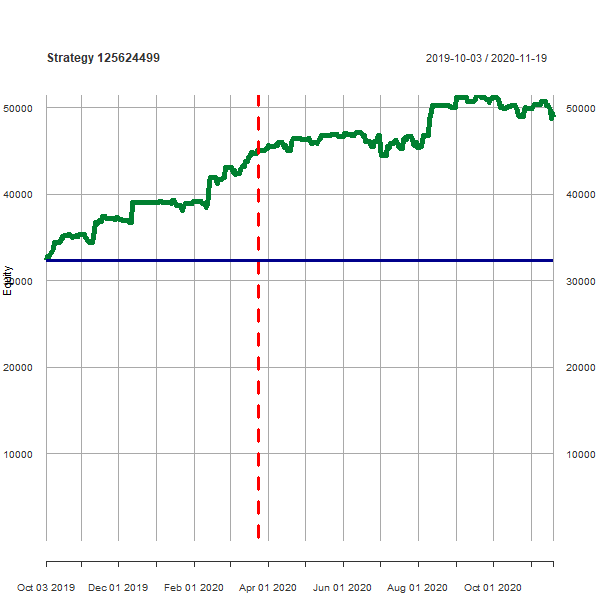 Strategy 125624499
2019-10-03 / 2020-11-19
50000 50000
40000 40000
Equity
30000 30000
20000 20000
10000 10000
Oct 03 2019 Dec 01 2019 Feb 01 2020 Apr 01 2020 Jun 01 2020 Aug 01 2020 Oct 01 2020